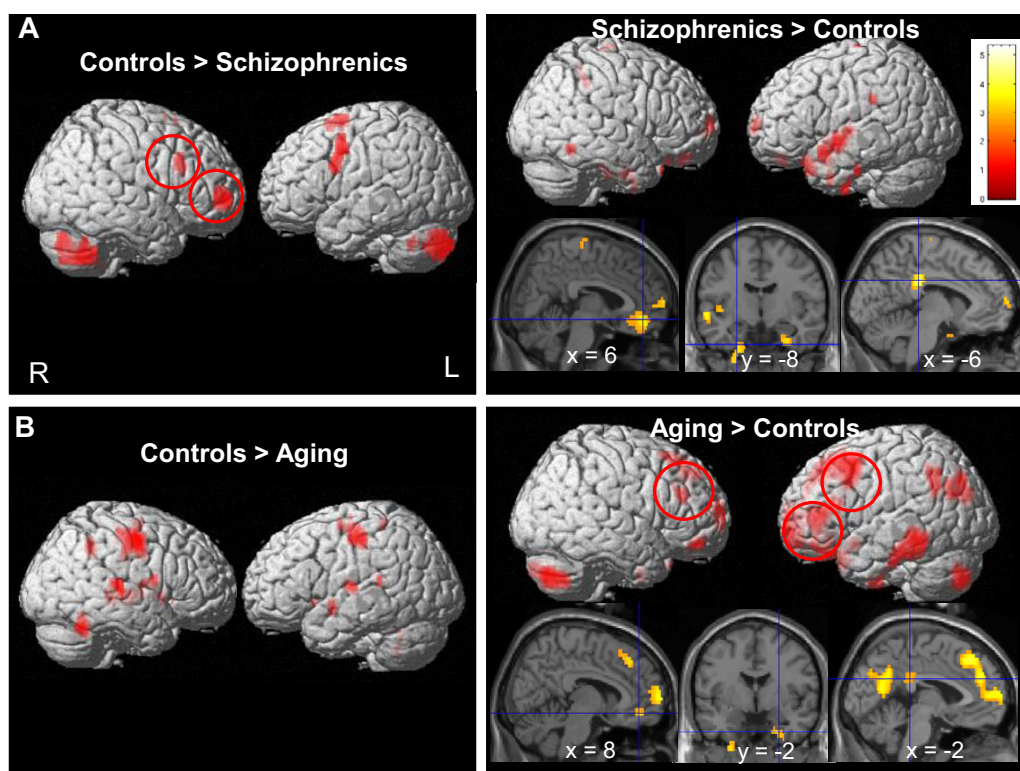 A
Controls > Schizophrenics
R
L
Schizophrenics > Controls
5
4
3
2
1
0
x = 6
y = -8
x = -6
B
Controls > Aging
Aging > Controls
x = 8
y = -2
x = -2